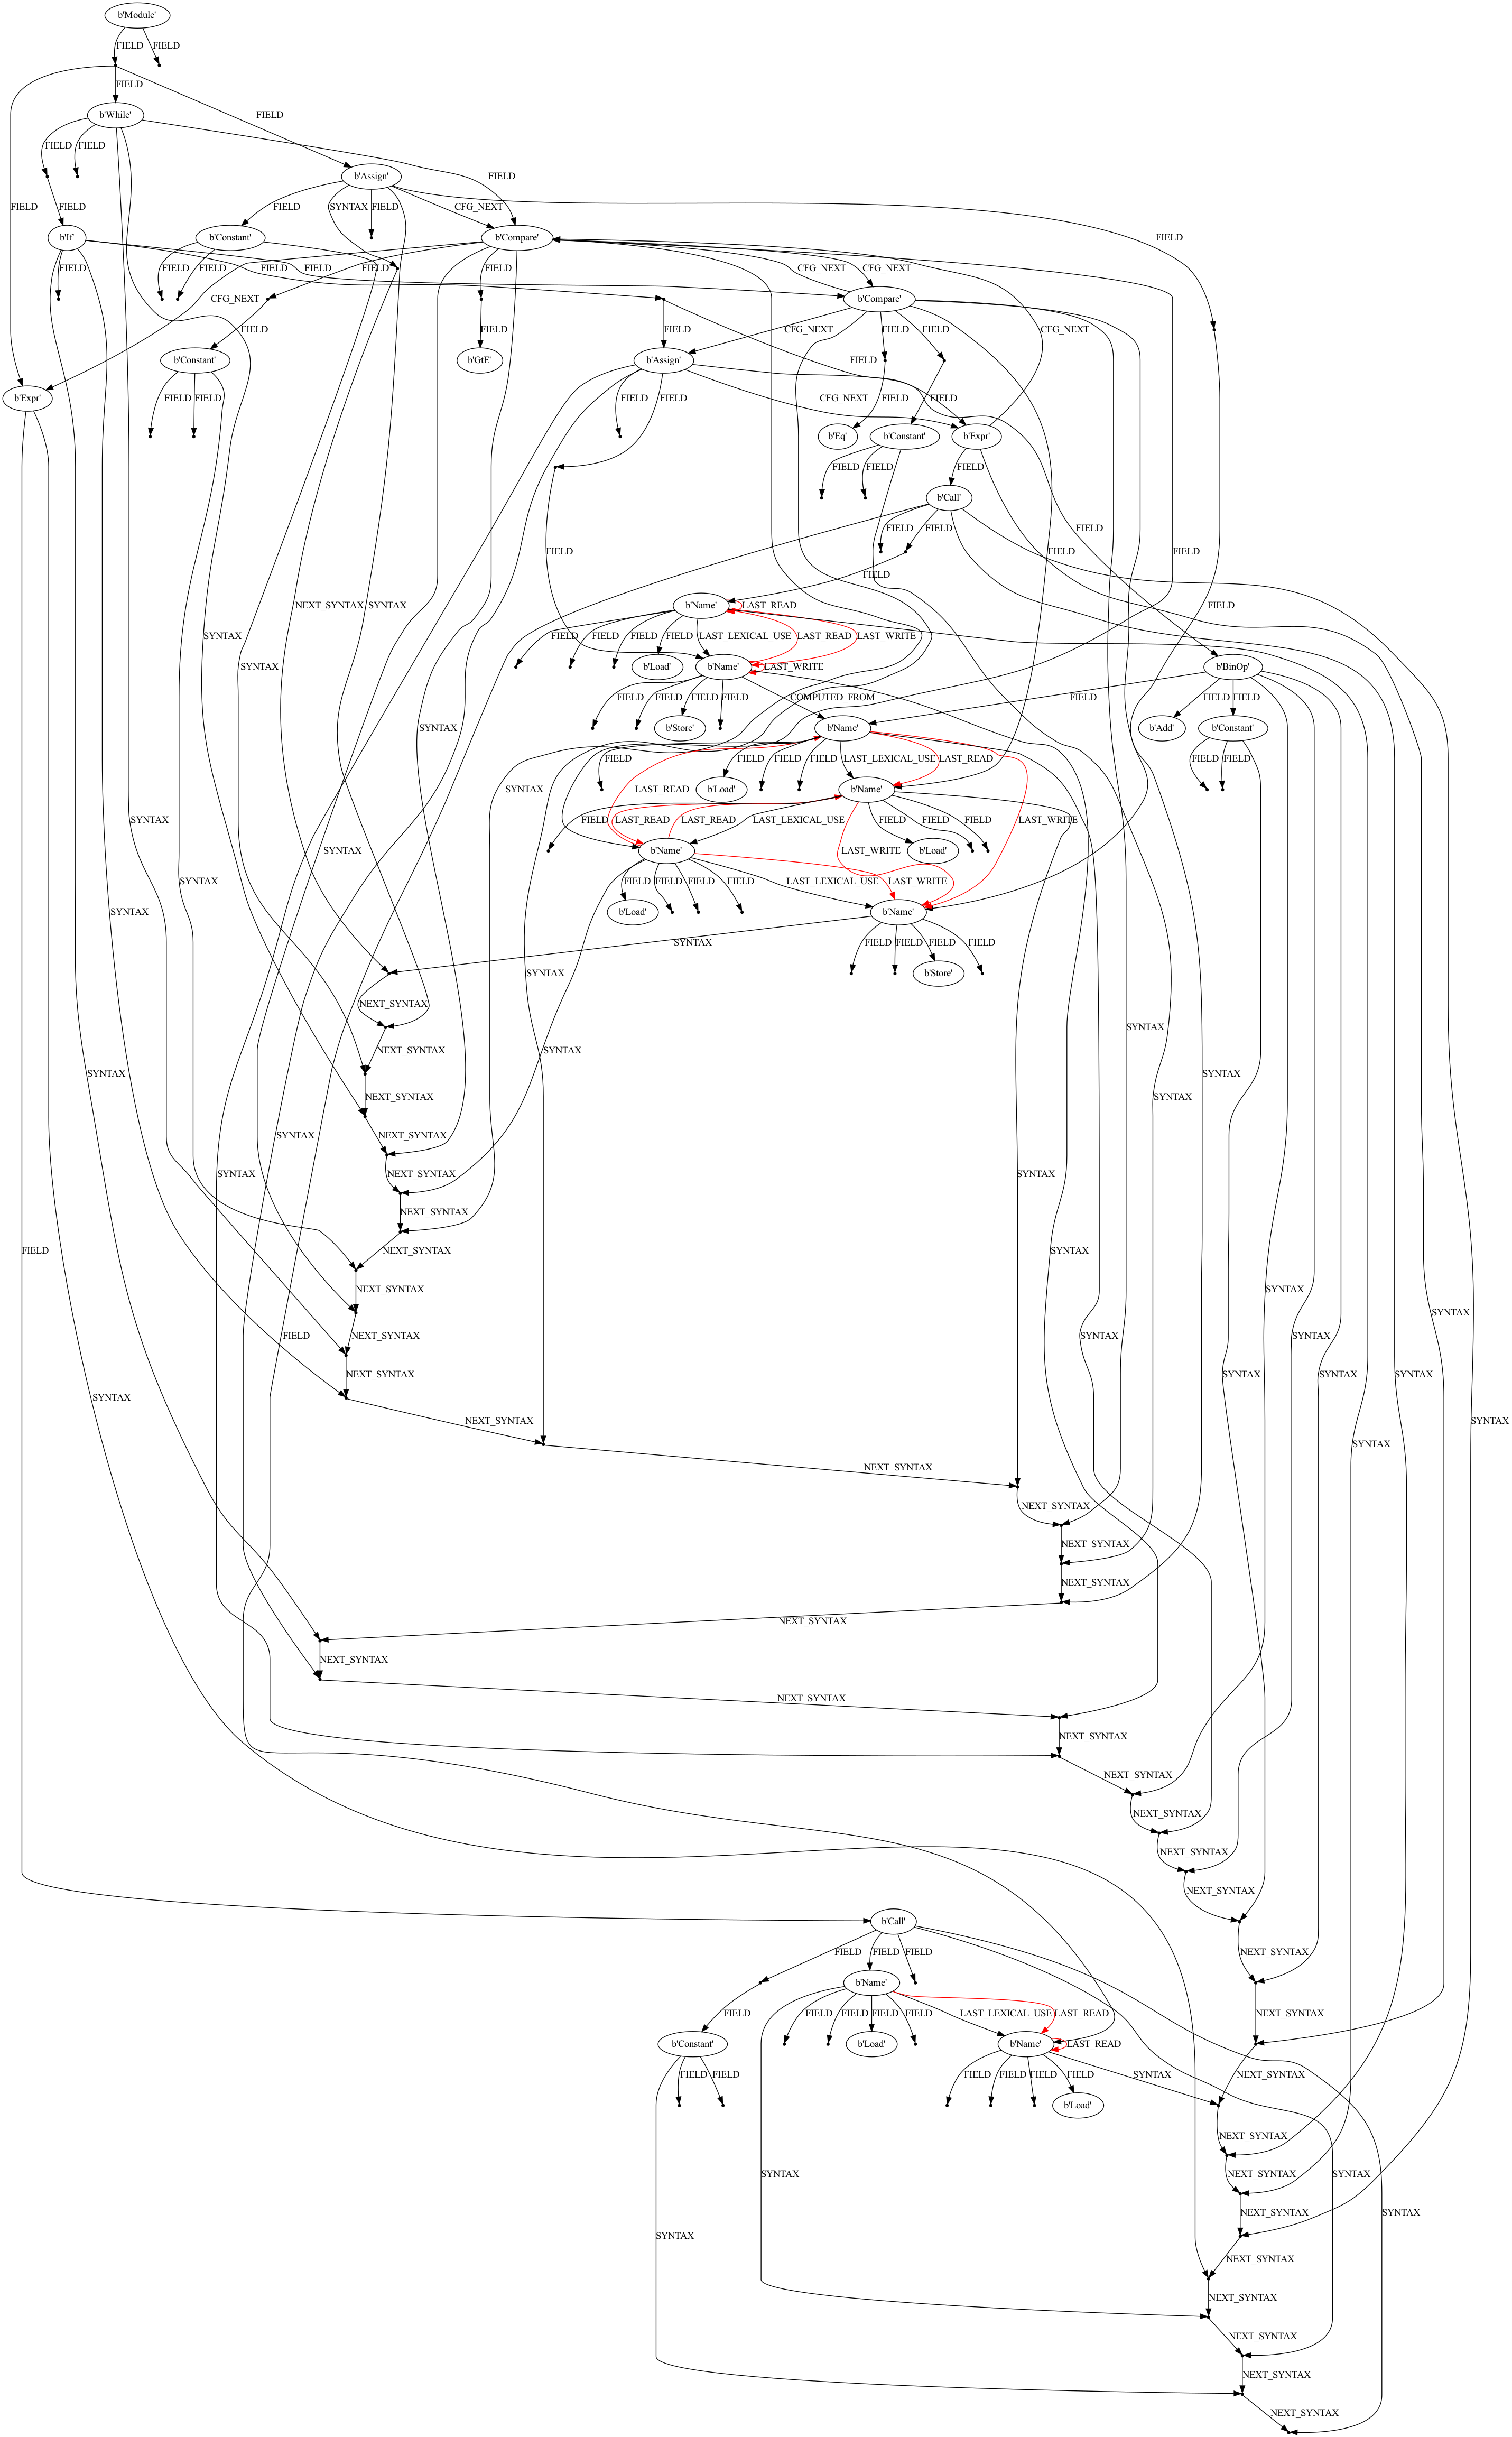 b'Module'
FIELD FIELD
FIELD
FIELD
b'While'
FIELD FIELD
FIELD
b'Assign'
FIELD
FIELD
FIELD
SYNTAX
FIELD
CFG_NEXT
FIELD
b'If'
b'Constant'
b'Compare'
FIELD
FIELD
FIELD
FIELD
FIELD
FIELD
FIELD
FIELD
CFG_NEXT
CFG_NEXT
CFG_NEXT
b'Compare'
FIELD
FIELD
CFG_NEXT
FIELD
FIELD
CFG_NEXT
b'Constant'
b'GtE'
b'Assign'
FIELD
b'Expr'
FIELD
FIELD
FIELD
FIELD
CFG_NEXT
FIELD
FIELD
FIELD
b'Eq'
b'Constant'
b'Expr'
FIELD
FIELD
FIELD
b'Call'
SYNTAX
SYNTAX
NEXT_SYNTAX
SYNTAX
FIELD
FIELD
FIELD
FIELD
FIELD
FIELD
b'Name'
LAST_READ
FIELD
FIELD
FIELD
FIELD
FIELD
LAST_LEXICAL_USE
LAST_READ
LAST_WRITE
b'Load'
b'Name'
LAST_WRITE
b'BinOp'
FIELD
FIELD
FIELD
FIELD
COMPUTED_FROM
FIELD
FIELD
FIELD
b'Store'
b'Name'
b'Add'
b'Constant'
SYNTAX
SYNTAX
FIELD
FIELD
FIELD
FIELD
LAST_LEXICAL_USE
LAST_READ
FIELD
FIELD
b'Load'
b'Name'
LAST_READ
SYNTAX
SYNTAX
FIELD
LAST_READ
LAST_READ
LAST_LEXICAL_USE
FIELD
FIELD
FIELD
LAST_WRITE
b'Name'
LAST_WRITE
b'Load'
SYNTAX
FIELD
FIELD
FIELD
FIELD
LAST_LEXICAL_USE
LAST_WRITE
b'Load'
b'Name'
SYNTAX
SYNTAX
FIELD
FIELD
FIELD
FIELD
SYNTAX
b'Store'
NEXT_SYNTAX
SYNTAX
NEXT_SYNTAX
SYNTAX
SYNTAX
SYNTAX
NEXT_SYNTAX
SYNTAX
SYNTAX
NEXT_SYNTAX
SYNTAX
SYNTAX
NEXT_SYNTAX
NEXT_SYNTAX
FIELD
NEXT_SYNTAX
SYNTAX
SYNTAX
NEXT_SYNTAX
SYNTAX
NEXT_SYNTAX
FIELD
SYNTAX
SYNTAX
SYNTAX
NEXT_SYNTAX
SYNTAX
SYNTAX
SYNTAX
SYNTAX
NEXT_SYNTAX
SYNTAX
SYNTAX
NEXT_SYNTAX
NEXT_SYNTAX
NEXT_SYNTAX
NEXT_SYNTAX
NEXT_SYNTAX
NEXT_SYNTAX
NEXT_SYNTAX
NEXT_SYNTAX
NEXT_SYNTAX
NEXT_SYNTAX
NEXT_SYNTAX
NEXT_SYNTAX
b'Call'
FIELD
FIELD
FIELD
NEXT_SYNTAX
b'Name'
FIELD
FIELD
FIELD
FIELD
FIELD
LAST_LEXICAL_USE
LAST_READ
NEXT_SYNTAX
b'Constant'
b'Load'
b'Name'
LAST_READ
FIELD
FIELD
FIELD
FIELD
FIELD
FIELD
SYNTAX
NEXT_SYNTAX
b'Load'
NEXT_SYNTAX
SYNTAX
NEXT_SYNTAX
SYNTAX
SYNTAX
NEXT_SYNTAX
SYNTAX
NEXT_SYNTAX
NEXT_SYNTAX
NEXT_SYNTAX
NEXT_SYNTAX
NEXT_SYNTAX